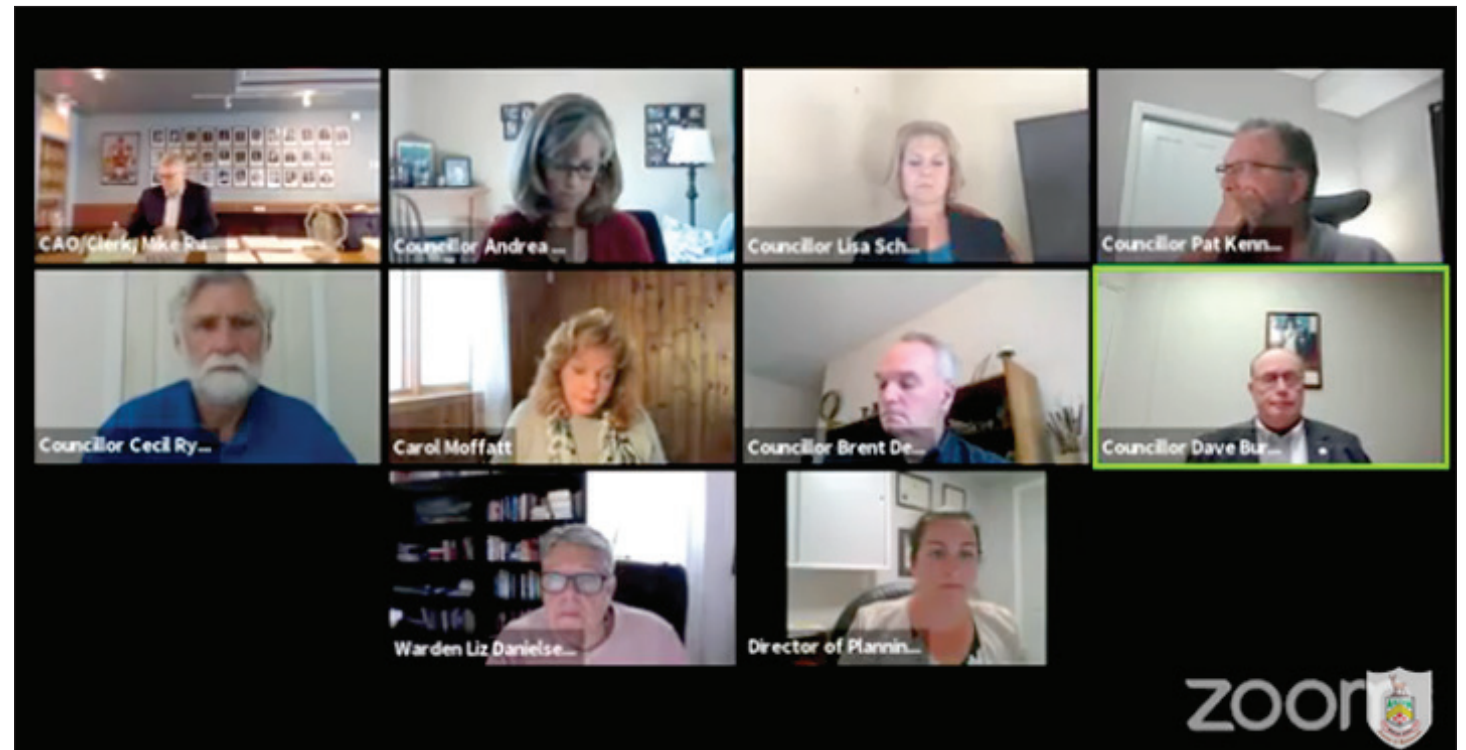 CAO/Clerk, Mike Ru...
Councillor Andrea ...
Councillor Lisa Sch...
Councillor Pat Kenn...
Councillor Cecil Ry...
Carol Moffatt
Councillor Brent De...
Councillor Dave Bur...
Warden Liz Danielse...
Director of Plannin...
zoom